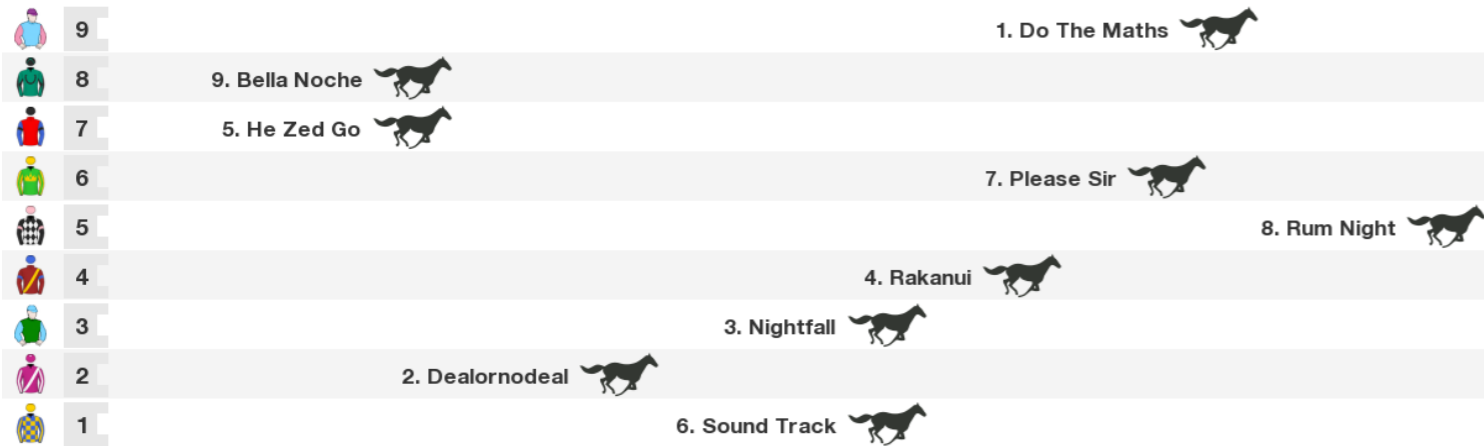 9 1. Do The Maths
8 9. Bella Noche
7 5. He Zed Go
6 7. Please Sir
5 8. Rum Night
4 4. Rakanui
3 3. Nightfall
2 2. Dealornodeal
1 6. Sound Track